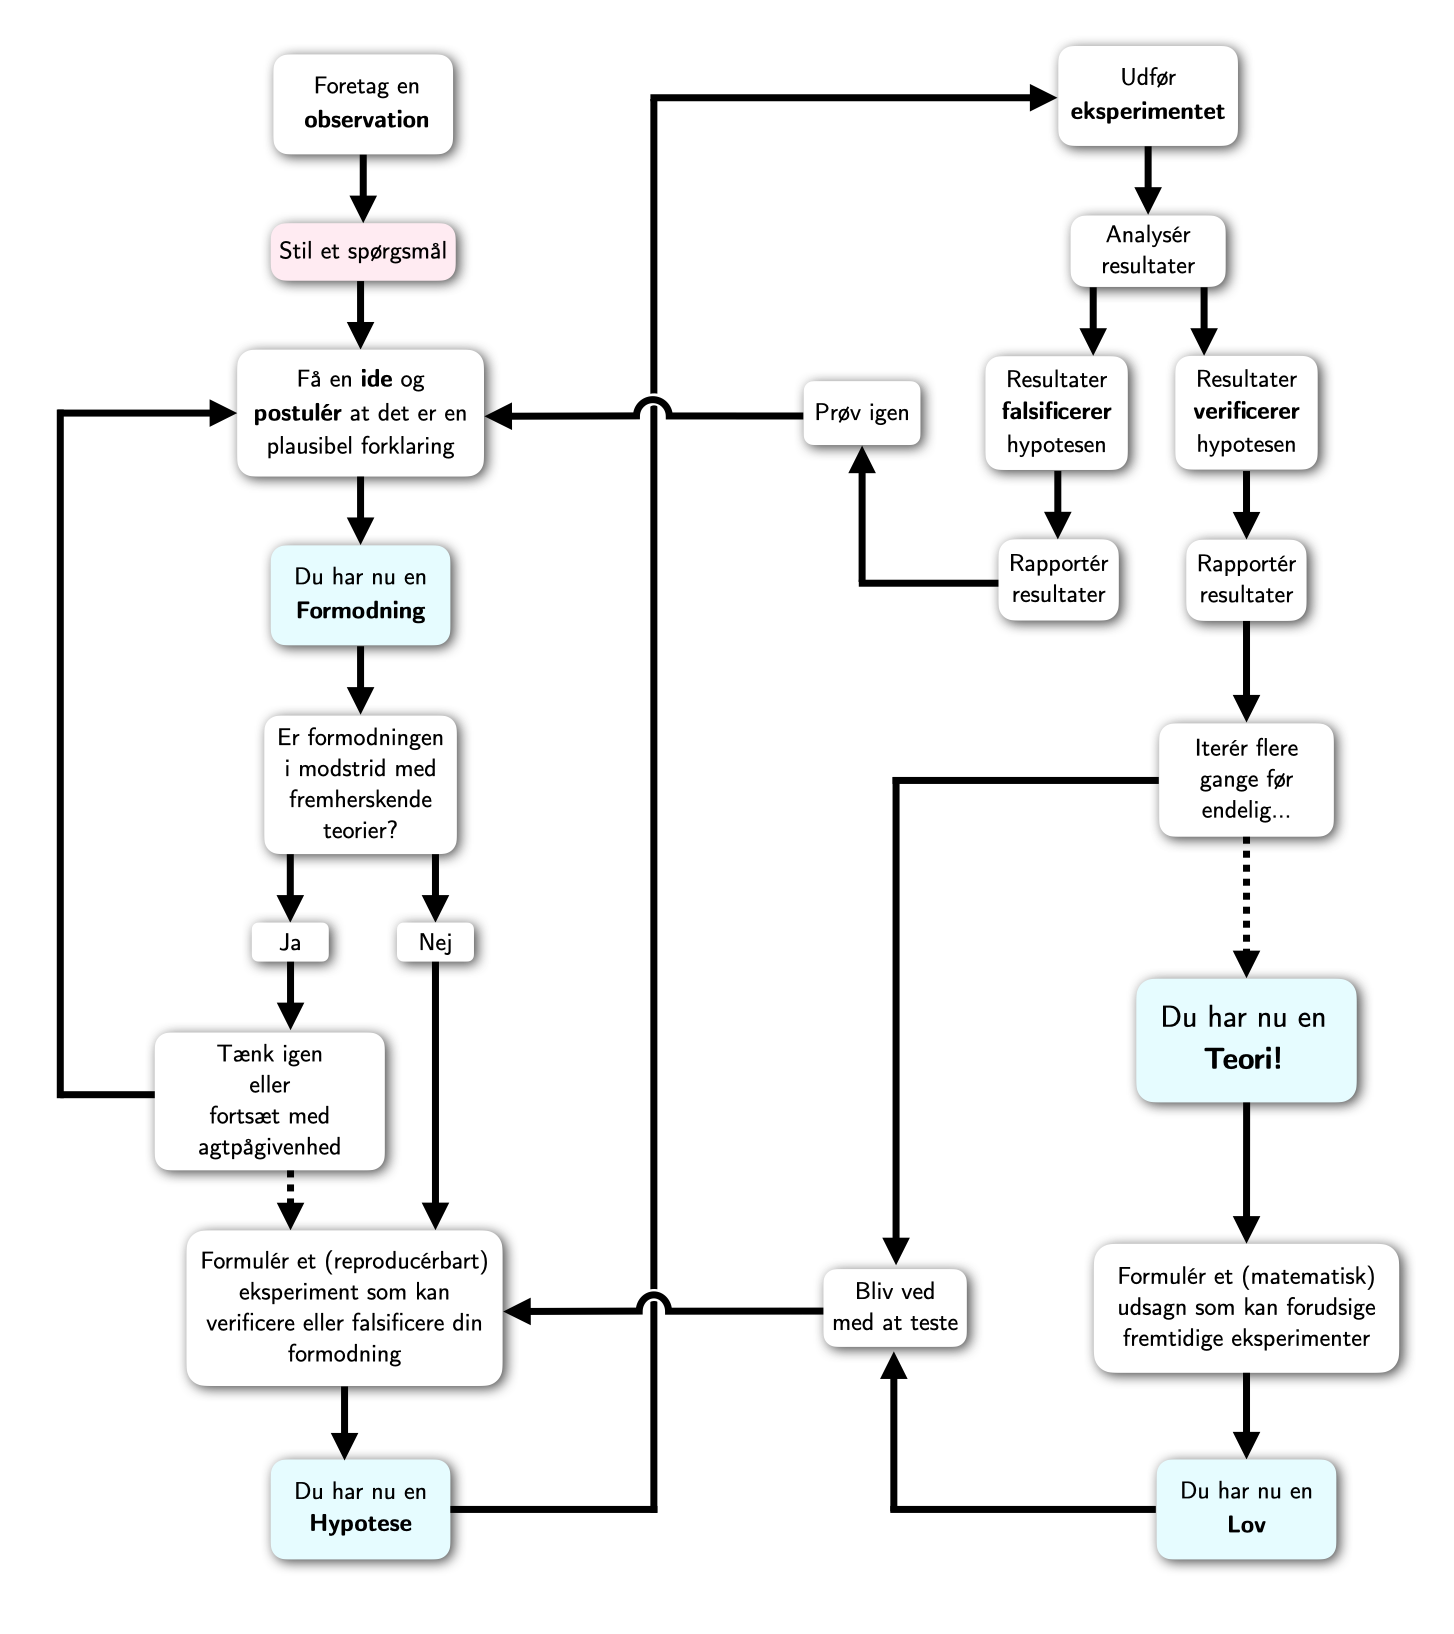 Foretag en
observation
Stil et spørgsmål
Få en ide og
postulér at det er en
plausibel forklaring
Du har nu en
Formodning
Er formodningen
i modstrid med
fremherskende
teorier?
Ja
Nej
Tænk igen
eller
fortsæt med
agtpågivenhed
Formulér et (reproducérbart)
eksperiment som kan
verificere eller falsificere din
formodning
Du har nu en
Hypotese
Udfør
eksperimentet
Analysér
resultater
Resultater
falsificerer
hypotesen
Rapportér
resultater
Prøv igen
Resultater
verificerer
hypotesen
Rapportér
resultater
Iterér flere
gange før
endelig...
Du har nu en
Teori!
Formulér et (matematisk)
udsagn som kan forudsige
fremtidige eksperimenter
Du har nu en
Lov
Bliv ved
med at teste